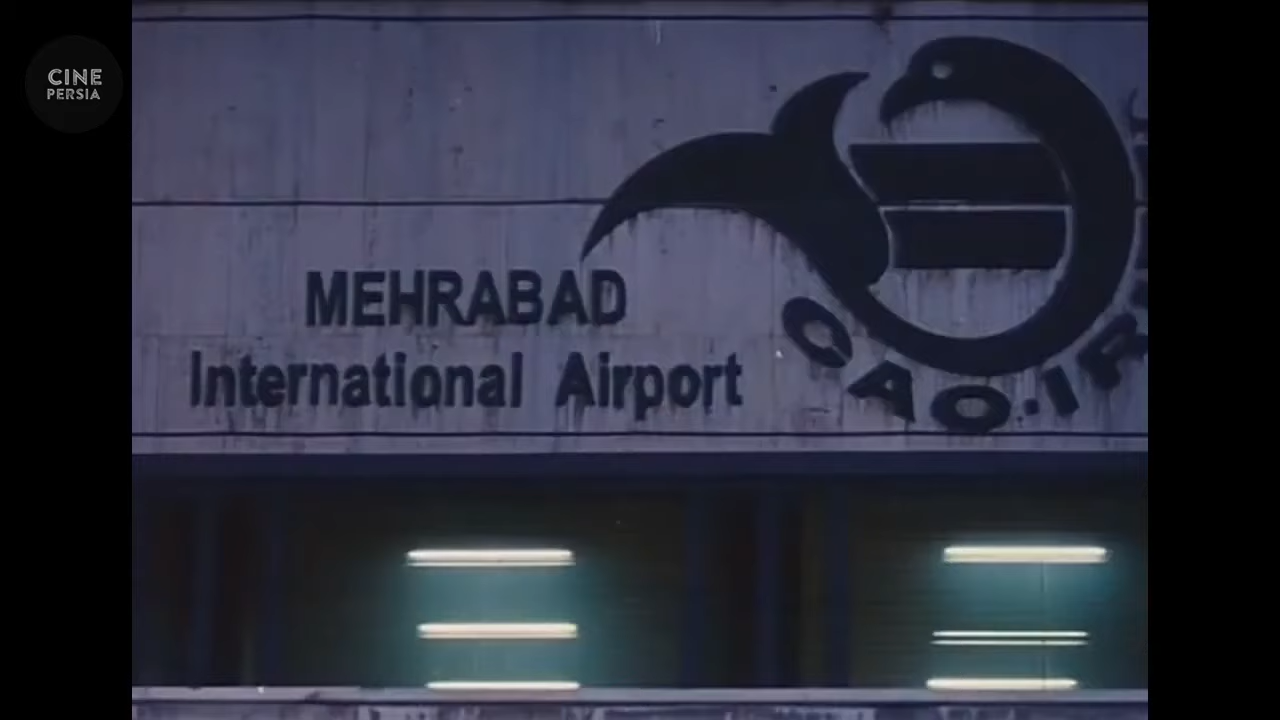 CINE
PERSIA
MEHRABAD
International Airport
CAO.IR